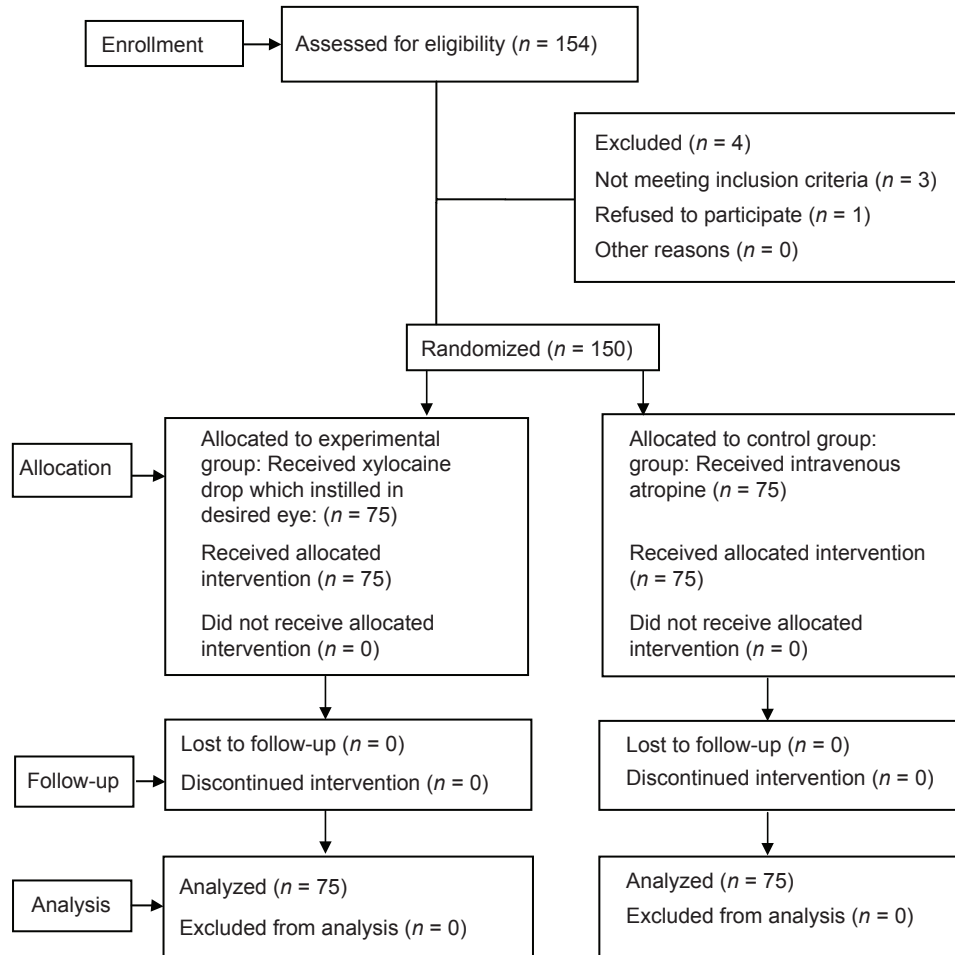 Enrollment
Assessed for eligibility (n = 154)
Excluded (n = 4)
Not meeting inclusion criteria (n = 3)
Refused to participate (n = 1)
Other reasons (n = 0)
Randomized (n = 150)
Allocation
Allocated to experimental
group: Received xylocaine
drop which instilled in
desired eye: (n = 75)
Received allocated
intervention (n = 75)
Did not receive allocated
intervention (n = 0)
Allocated to control group:
group: Received intravenous
atropine (n = 75)
Received allocated intervention
(n = 75)
Did not receive allocated
intervention (n = 0)
Follow-up
Lost to follow-up (n = 0)
Discontinued intervention (n = 0)
Lost to follow-up (n = 0)
Discontinued intervention (n = 0)
Analysis
Analyzed (n = 75)
Excluded from analysis (n = 0)
Analyzed (n = 75)
Excluded from analysis (n = 0)